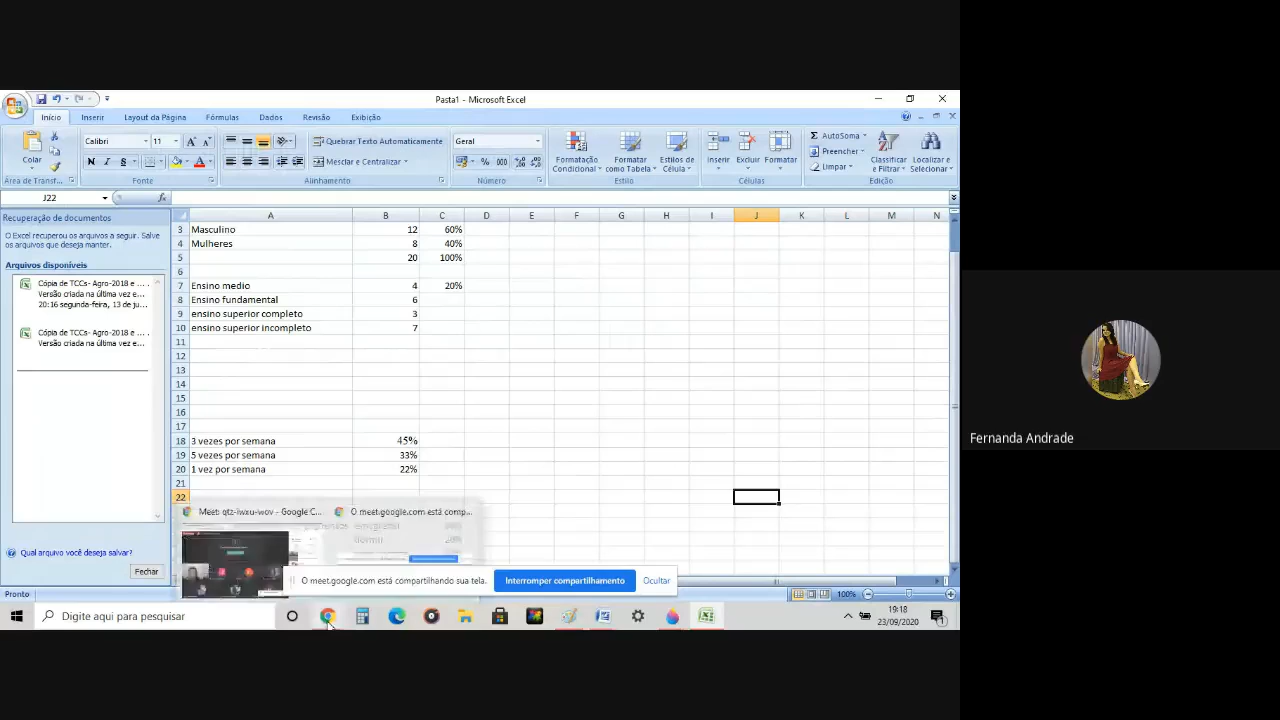 Pasta1 - Microsoft Excel
Início Inserir Layout da Página Fórmulas Dados Revisão Exibição
Colar
Área de Transf...
Calibri 11
N I S
Fonte
Quebrar Texto Automaticamente
Mesclar e Centralizar
Alinhamento
Geral
% 000
Número
Formatação Condicional
Formatar como Tabela
Estilos de Célula
Estilo
Inserir Excluir Formatar
Células
AutoSoma
Preencher
Limpar
Classificar e Filtrar
Localizar e Selecionar
Edição
J22 fx
Recuperação de documentos
O Excel recuperou os arquivos a seguir. Salve
os arquivos que deseja manter.
Arquivos disponíveis
Cópia de TCCs- Agro-2018 e ... .
Versão criada na última vez e...
20:16 segunda-feira, 13 de ju...
Cópia de TCCs- Agro-2018 e ... .
Versão criada na última vez e...
Qual arquivo você deseja salvar?
Fechar
A B C D E F G H I J K L M N
3 Masculino 12 60%
4 Mulheres 8 40%
5 20 100%
6
7 Ensino medio 4 20%
8 Ensino fundamental 6
9 ensino superior completo 3
10 ensino superior incompleto 7
11
12
13
14
15
16
17
18 3 vezes por semana 45%
19 5 vezes por semana 33%
20 1 vez por semana 22%
21
22
Meet: qtz-iwxu-wov - Google C... O meet.google.com está comp...
O meet.google.com está compartilhando sua tela. Interromper compartilhamento Ocultar
Pronto 100%
Digite aqui para pesquisar
19:18
23/09/2020
Fernanda Andrade